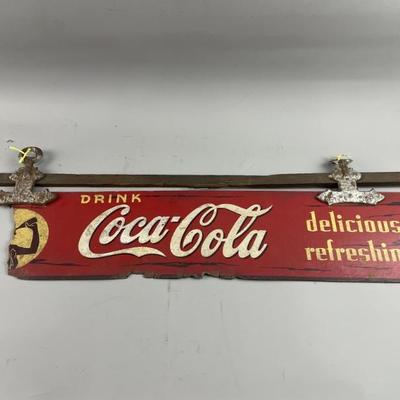 DRINK
Coca-Cola
delicious
refreshin